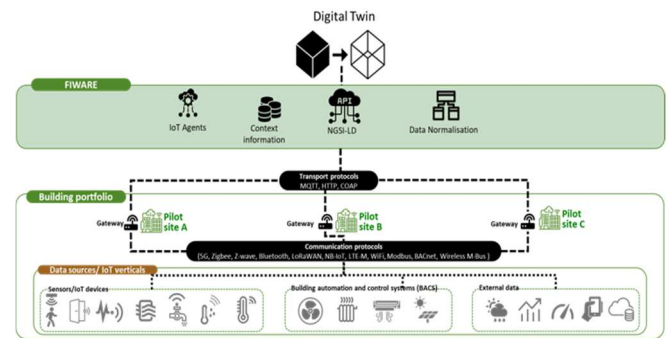 Digital Twin
FIWARE
API
IoT Agents
Context
information
NGSI-LD
Data Normalisation
Transport protocols
MQTT, HTTP, COAP
Building portfolio
Gateway
Pilot
site A
Gateway
Pilot
site B
Gateway
Pilot
site C
Communication protocols
(5G, Zigbee, Z-wave, Bluetooth, LoRaWAN, NB-IoT, LTE-M, WiFi, Modbus, BACnet, Wireless M-Bus )
Data sources/ IoT verticals
Sensors/IoT devices
Building automation and control systems (BACS)
External data